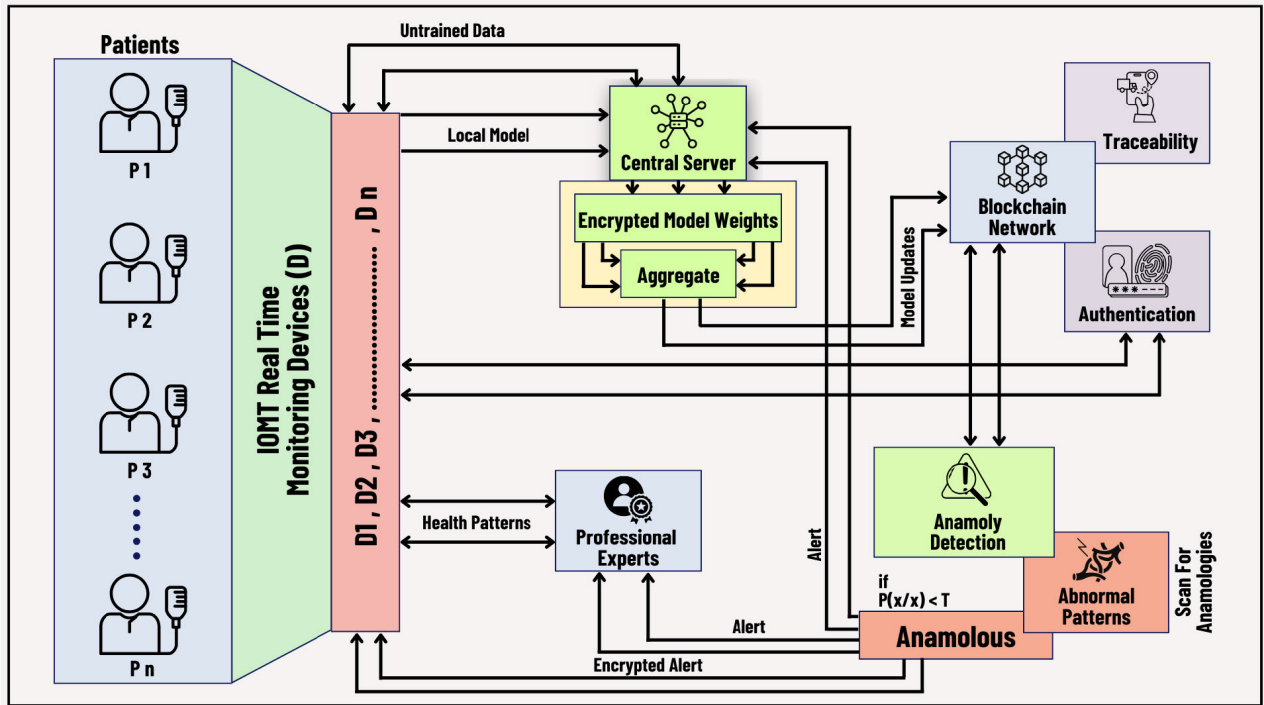 Untrained Data
Patients
P 1
P 2
P 3
P n
IOMT Real Time
Monitoring Devices (D)
D1 , D2 , D3 , ........................ , D n
Local Model
Central Server
Encrypted Model Weights
Aggregate
Model Updates
Traceability
Blockchain
Network
***---
Authentication
Health Patterns
Professional
Experts
Alert
Anamoly
Detection
if
P(x/x) < T
Abnormal
Patterns
Scan For
Anamologies
Anamolous
Alert
Encrypted Alert